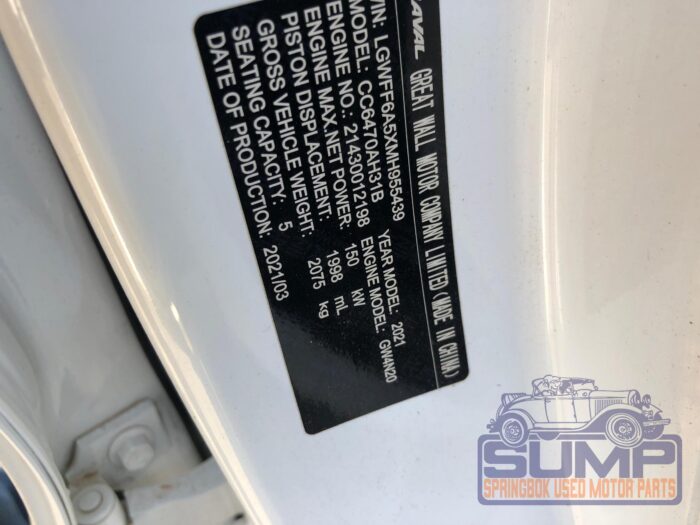 HAVAL GREAT WALL MOTOR COMPANY LIMITED (MADE IN CHINA)
VIN: LGWFF6A5XMH955439 YEAR MODEL: 2021
MODEL: CC6470AH31B ENGINE MODEL: GW4N20
ENGINE NO.: 21430012198
ENGINE MAX.NET POWER: 150 kW
PISTON DISPLACEMENT: 1998 mL
GROSS VEHICLE WEIGHT: 2075 kg
SEATING CAPACITY: 5
DATE OF PRODUCTION: 2021/03
SUMP
SPRINGBOK USED MOTOR PARTS